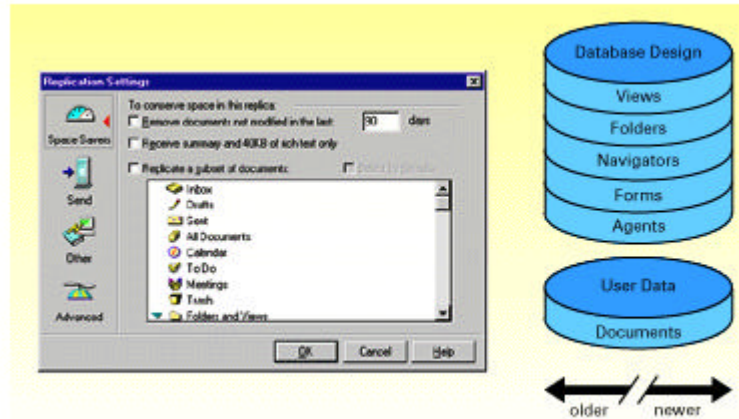 Replication Settings
To conserve space in this replica:
Remove documents not modified in the last: 90 days
Receive summary and 40KB of rich text only
Replicate a subset of documents:
Space Savers
Send
Other
Advanced
Inbox
Drafts
Sent
All Documents
Calendar
To Do
Meetings
Trash
Folders and Views
OK Cancel Help
Database Design
Views
Folders
Navigators
Forms
Agents
User Data
Documents
older newer